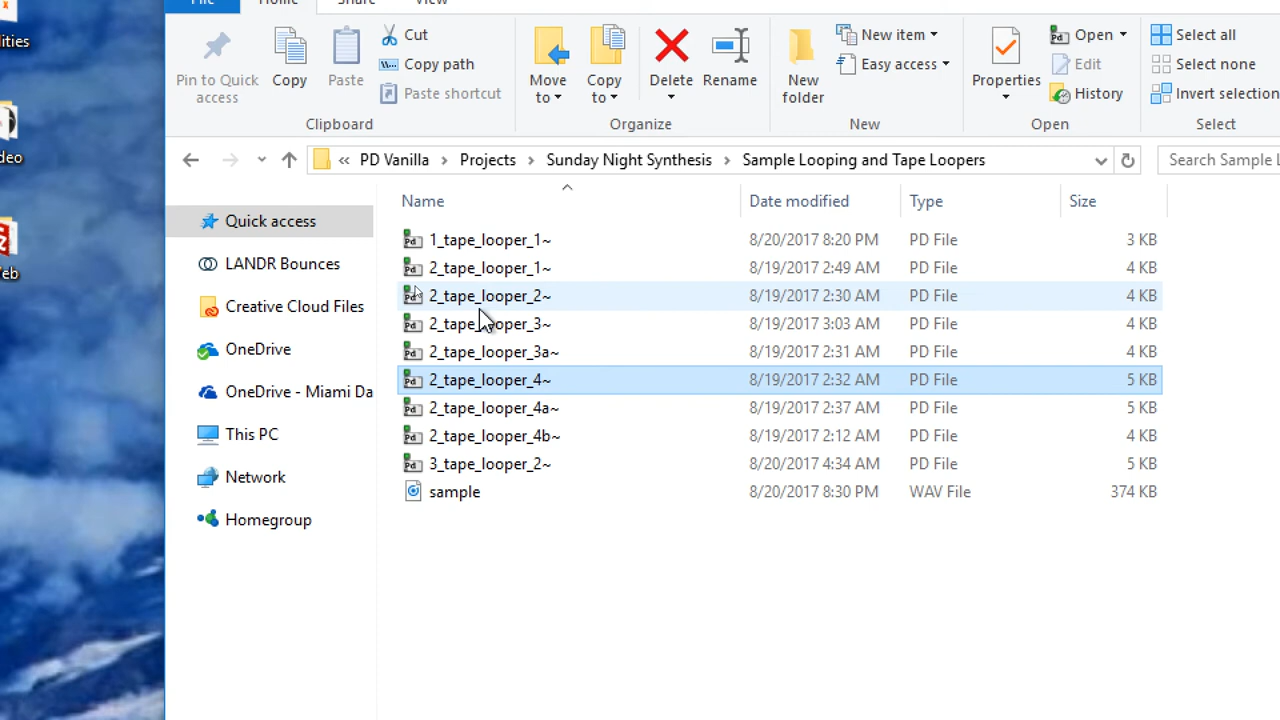 File Home Share View
lities
deo
eb
Pin to Quick access
Copy
Paste
Cut
Copy path
Paste shortcut
Clipboard
Move to
Copy to
Delete
Rename
Organize
New folder
New item
Easy access
New
Properties
Open
Edit
History
Open
Select all
Select none
Invert selection
Select
« PD Vanilla > Projects > Sunday Night Synthesis > Sample Looping and Tape Loopers
Search Sample L
Quick access
LANDR Bounces
Creative Cloud Files
OneDrive
OneDrive - Miami Da
This PC
Network
Homegroup
Name Date modified Type Size
1_tape_looper_1~ 8/20/2017 8:20 PM PD File 3 KB
2_tape_looper_1~ 8/19/2017 2:49 AM PD File 4 KB
2_tape_looper_2~ 8/19/2017 2:30 AM PD File 4 KB
2_tape_looper_3~ 8/19/2017 3:03 AM PD File 4 KB
2_tape_looper_3a~ 8/19/2017 2:31 AM PD File 4 KB
2_tape_looper_4~ 8/19/2017 2:32 AM PD File 5 KB
2_tape_looper_4a~ 8/19/2017 2:37 AM PD File 5 KB
2_tape_looper_4b~ 8/19/2017 2:12 AM PD File 4 KB
3_tape_looper_2~ 8/20/2017 4:34 AM PD File 5 KB
sample 8/20/2017 8:30 PM WAV File 374 KB